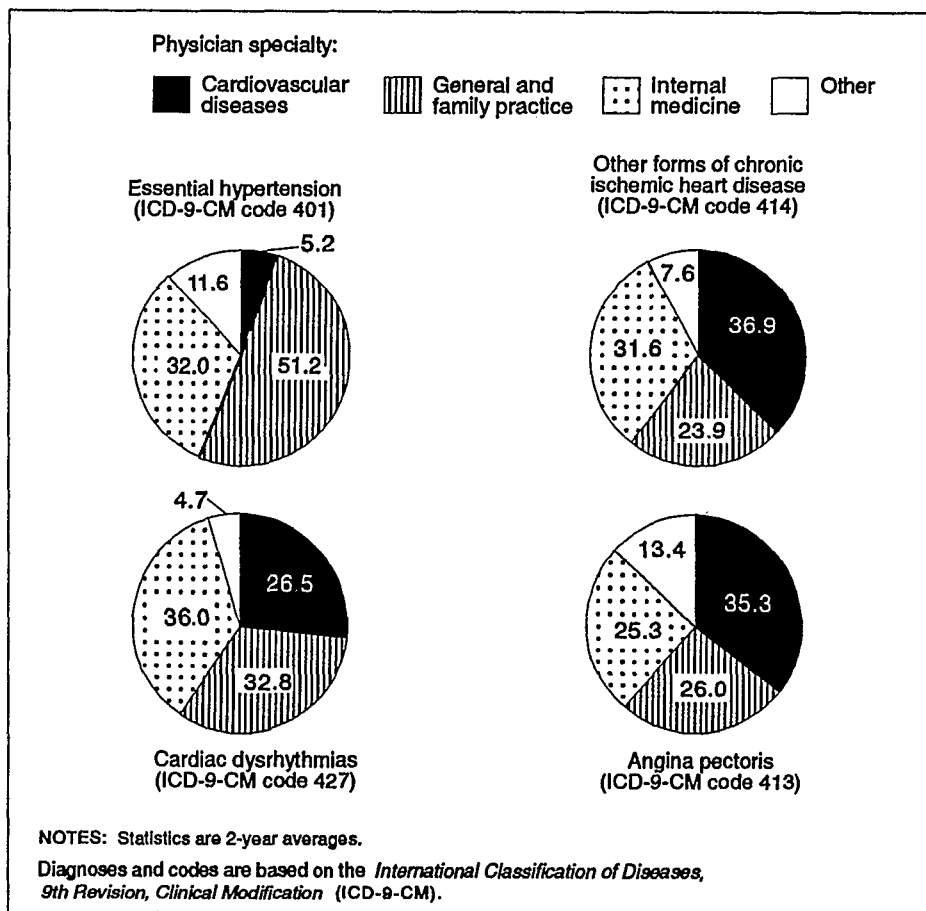 Physician specialty:
Cardiovascular
diseases
General and
family practice
Internal
medicine
Other
Essential hypertension
(ICD-9-CM code 401)
5.2
11.6
32.0
51.2
Other forms of chronic
ischemic heart disease
(ICD-9-CM code 414)
7.6
36.9
31.6
23.9
4.7
26.5
36.0
32.8
Cardiac dysrhythmias
(ICD-9-CM code 427)
13.4
35.3
25.3
26.0
Angina pectoris
(ICD-9-CM code 413)
NOTES: Statistics are 2-year averages.
Diagnoses and codes are based on the International Classification of Diseases,
9th Revision, Clinical Modification (ICD-9-CM).